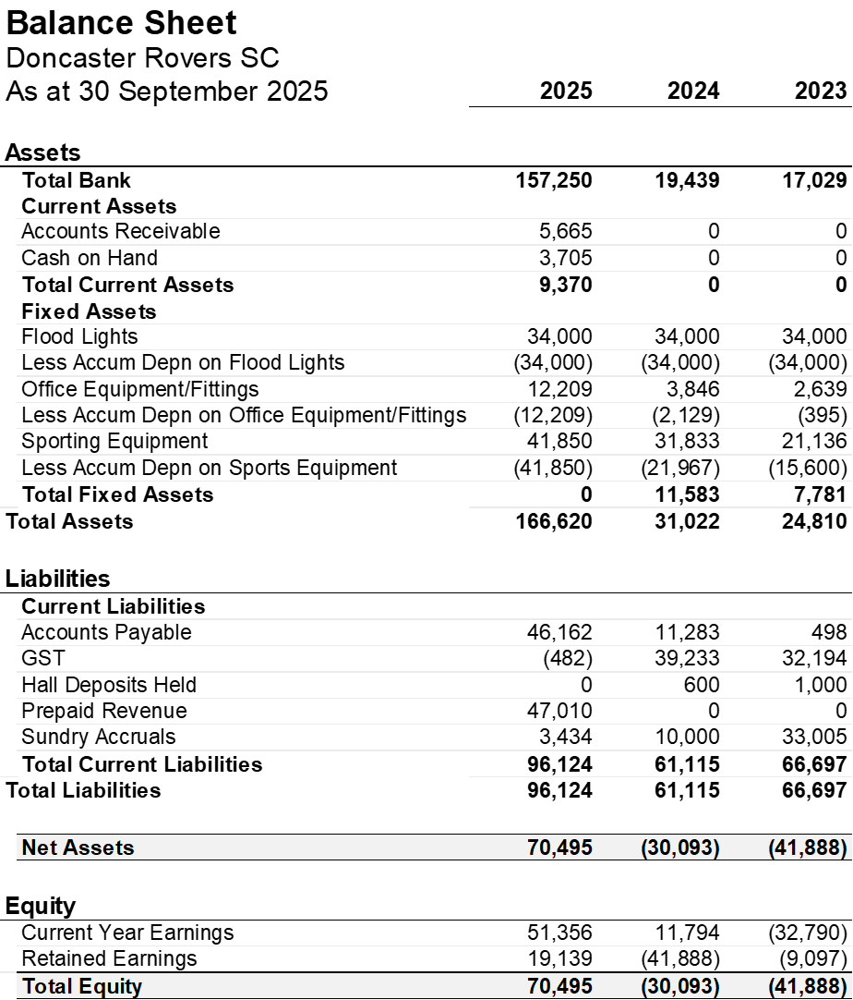 Balance Sheet
Doncaster Rovers SC
As at 30 September 2025 2025 2024 2023
Assets
Total Bank 157,250 19,439 17,029
Current Assets
Accounts Receivable 5,665 0 0
Cash on Hand 3,705 0 0
Total Current Assets 9,370 0 0
Fixed Assets
Flood Lights 34,000 34,000 34,000
Less Accum Depn on Flood Lights (34,000) (34,000) (34,000)
Office Equipment/Fittings 12,209 3,846 2,639
Less Accum Depn on Office Equipment/Fittings (12,209) (2,129) (395)
Sporting Equipment 41,850 31,833 21,136
Less Accum Depn on Sports Equipment (41,850) (21,967) (15,600)
Total Fixed Assets 0 11,583 7,781
Total Assets 166,620 31,022 24,810
Liabilities
Current Liabilities
Accounts Payable 46,162 11,283 498
GST (482) 39,233 32,194
Hall Deposits Held 0 600 1,000
Prepaid Revenue 47,010 0 0
Sundry Accruals 3,434 10,000 33,005
Total Current Liabilities 96,124 61,115 66,697
Total Liabilities 96,124 61,115 66,697
Net Assets 70,495 (30,093) (41,888)
Equity
Current Year Earnings 51,356 11,794 (32,790)
Retained Earnings 19,139 (41,888) (9,097)
Total Equity 70,495 (30,093) (41,888)